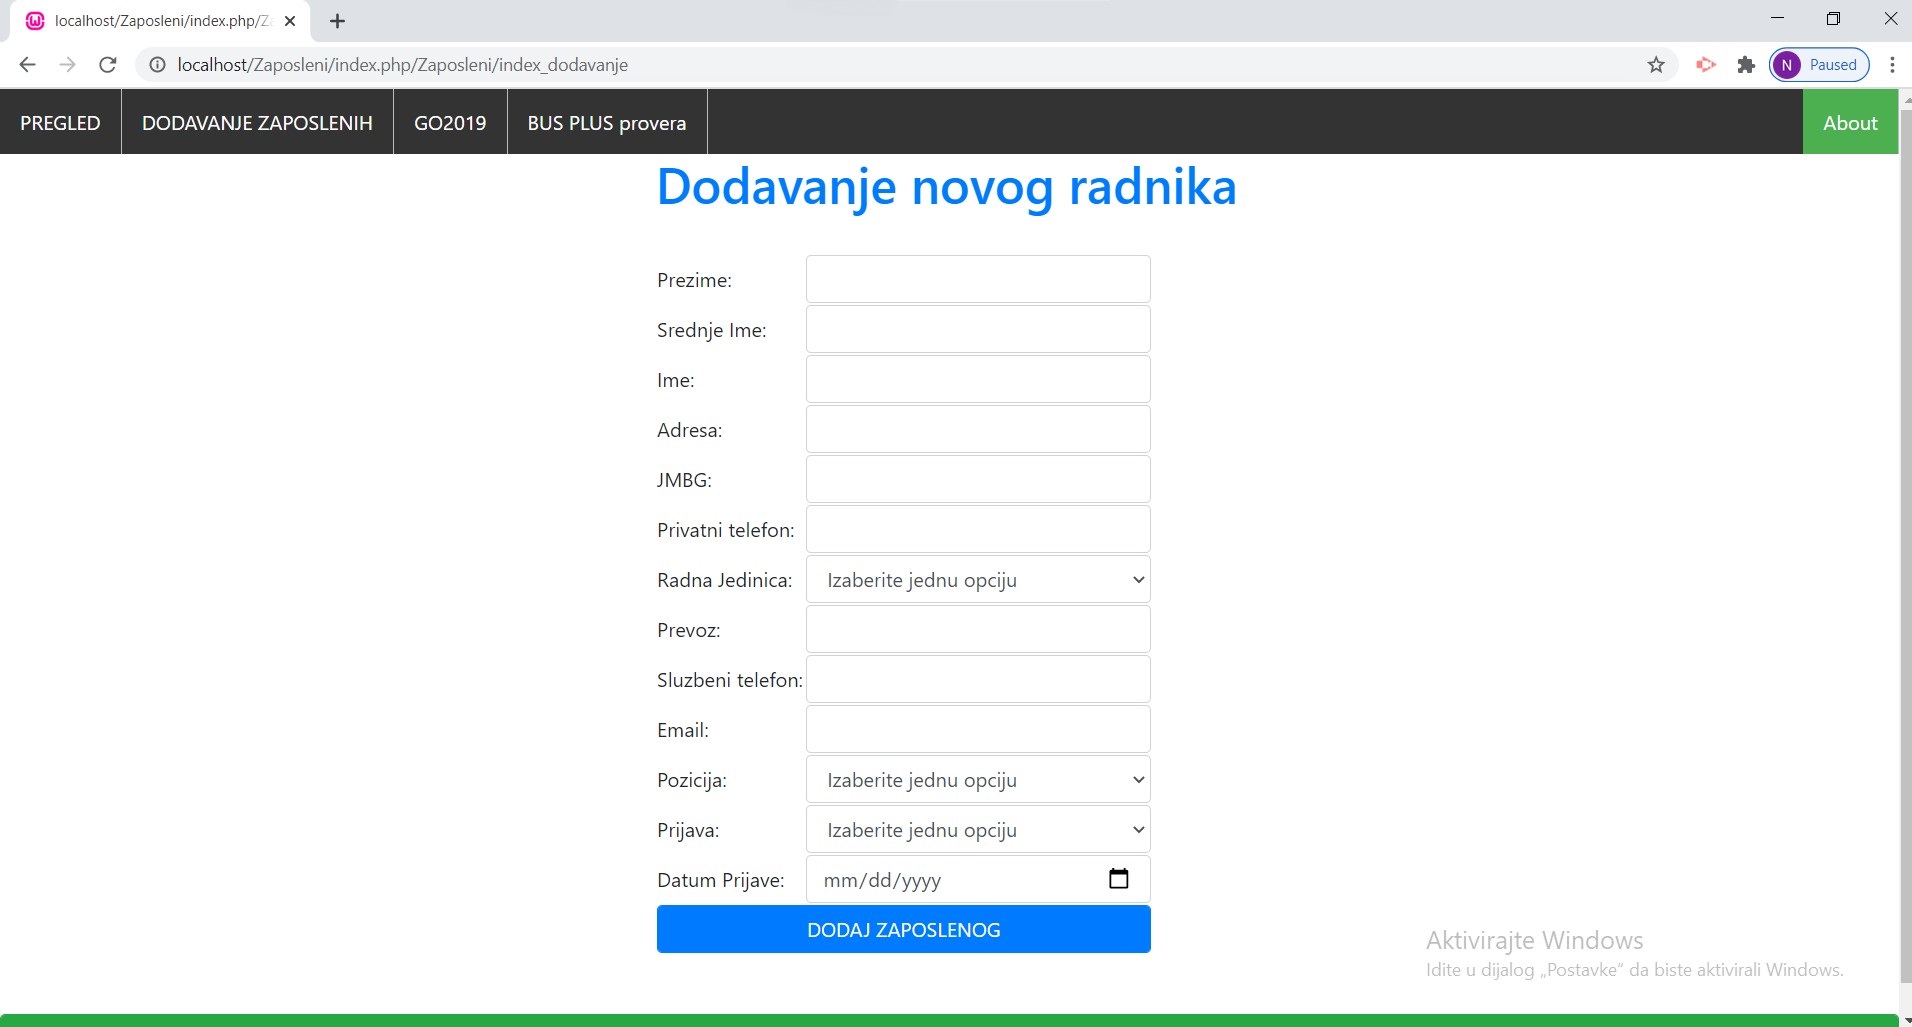 localhost/Zaposleni/index.php/Z
localhost/Zaposleni/index.php/Zaposleni/index_dodavanje
N Paused
PREGLED DODAVANJE ZAPOSLENIH GO2019 BUS PLUS provera About
Dodavanje novog radnika
Prezime:
Srednje Ime:
Ime:
Adresa:
JMBG:
Privatni telefon:
Radna Jedinica: Izaberite jednu opciju
Prevoz:
Sluzbeni telefon:
Email:
Pozicija: Izaberite jednu opciju
Prijava: Izaberite jednu opciju
Datum Prijave: mm/dd/yyyy
DODAJ ZAPOSLENOG
Aktivirajte Windows
Idite u dijalog „Postavke“ da biste aktivirali Windows.